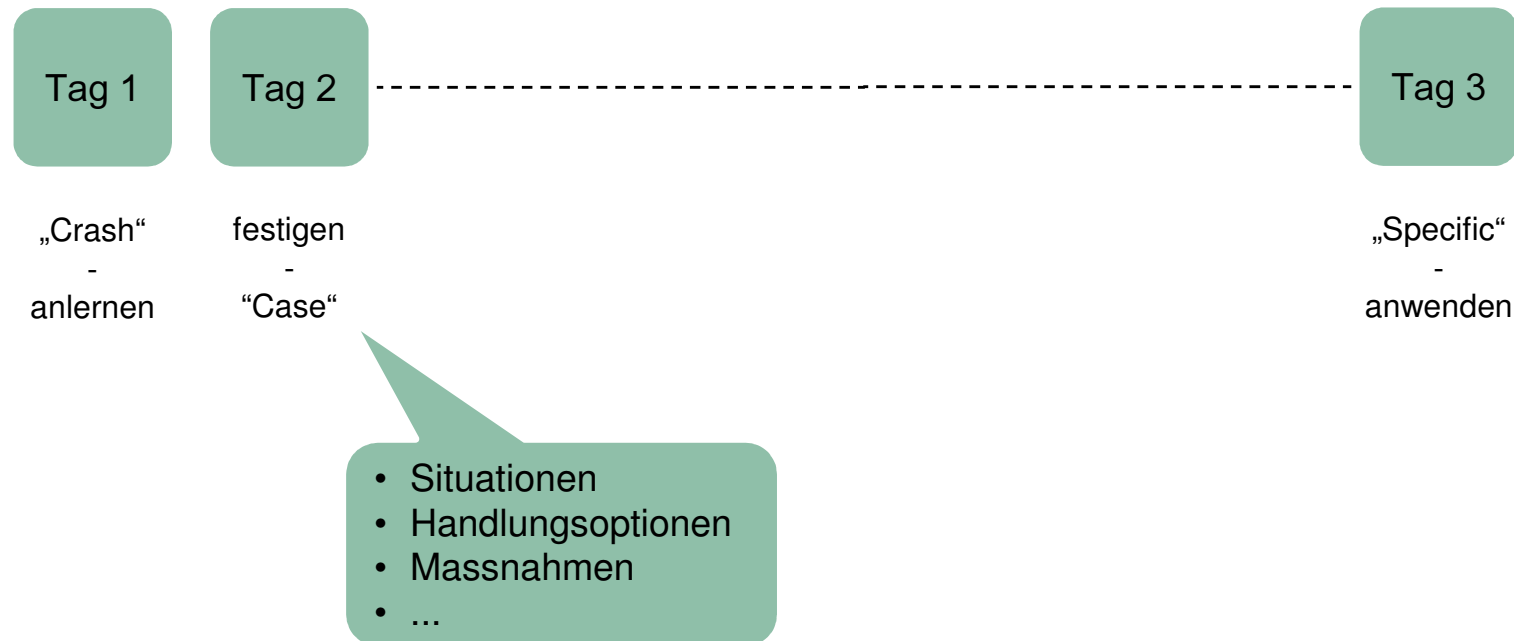 Tag 1
Tag 2
Tag 3
„Crash“
-
anlernen
festigen
-
“Case“
„Specific“
-
anwenden
• Situationen
• Handlungsoptionen
• Massnahmen
• ...